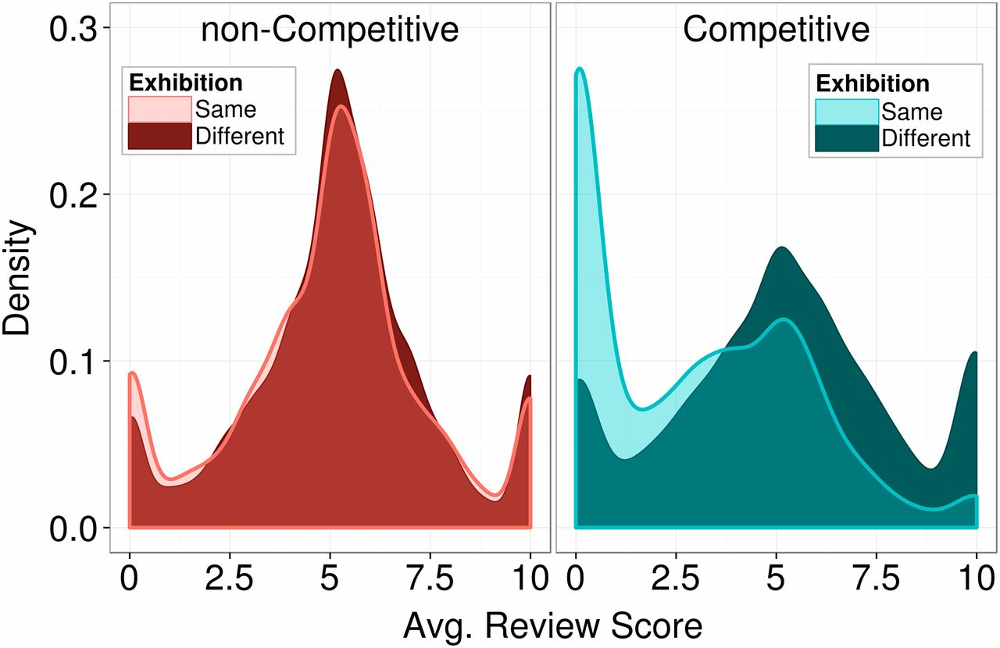 non-Competitive
Competitive
Exhibition
Same
Different
Exhibition
Same
Different
Density
0.3
0.2
0.1
0.0
0 2.5 5 7.5 10
0 2.5 5 7.5 10
Avg. Review Score